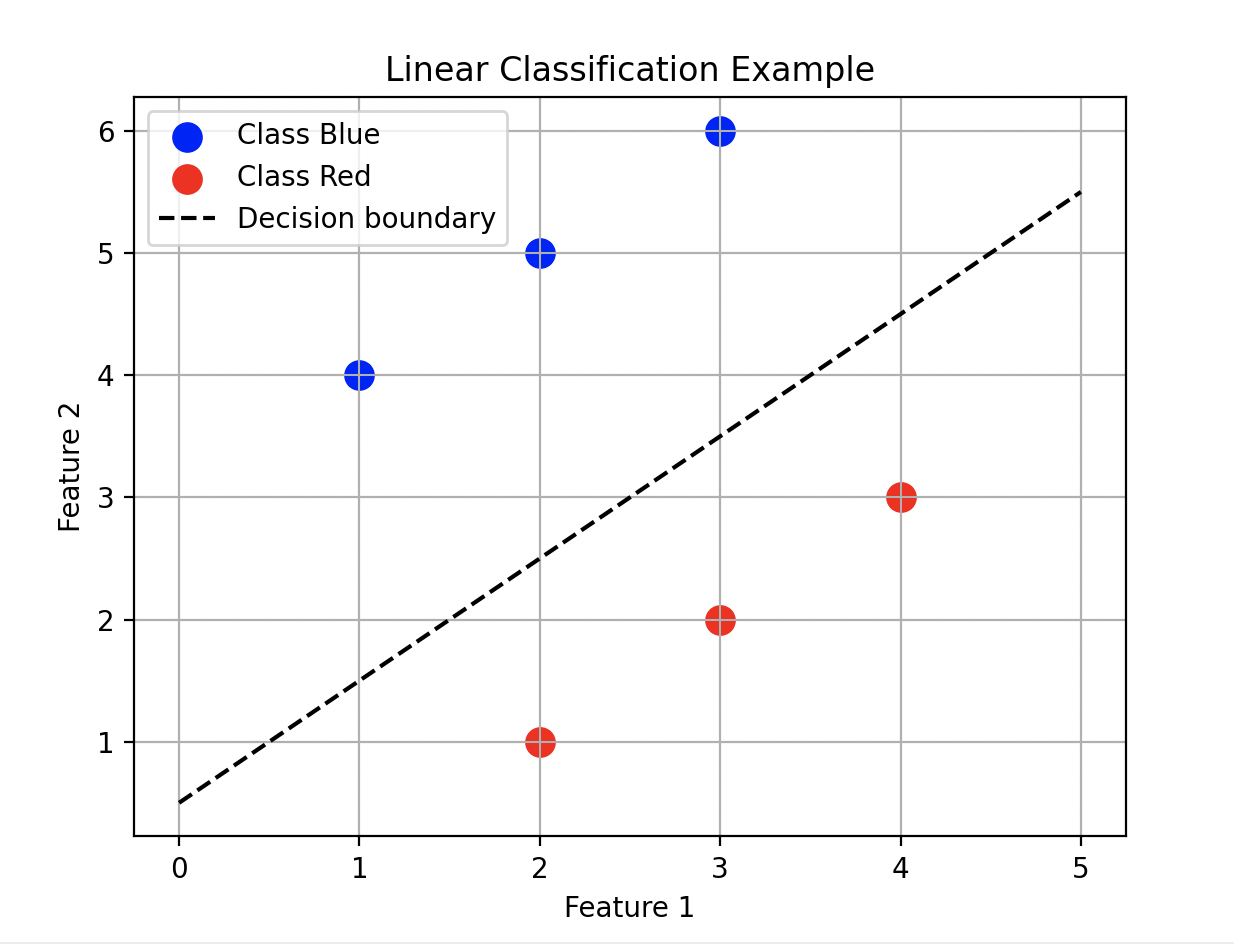 Linear Classification Example
Class Blue
Class Red
Decision boundary
6
5
4
3
2
1
Feature 2
0 1 2 3 4 5
Feature 1